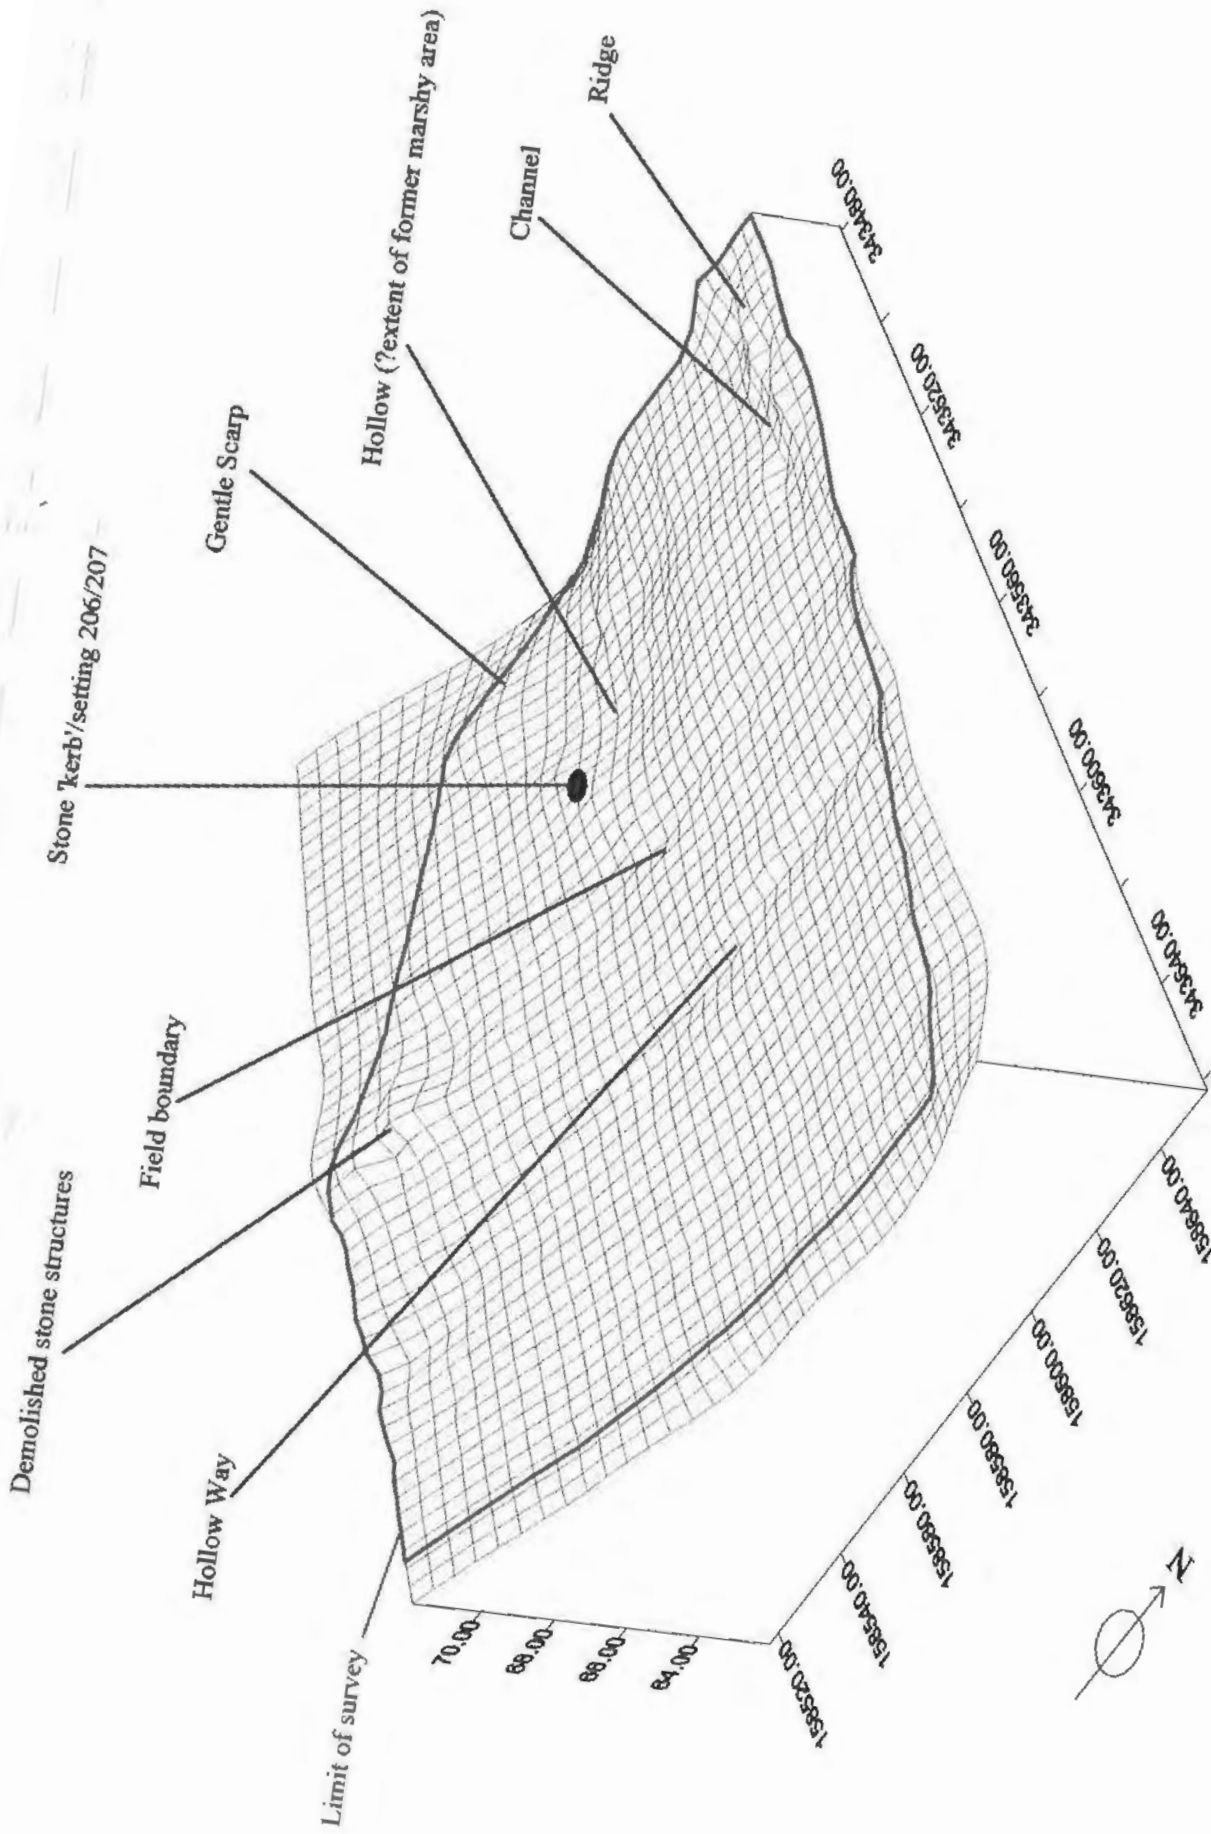 Demolished stone structures
Stone 'kerb'/setting 206/207
Field boundary
Gentle Scarp
Hollow Way
Hollow (?extent of former marshy area)
Limit of survey
Channel
Ridge
70.00
68.00
66.00
64.00
158520.00
158540.00
158560.00
158580.00
158600.00
158620.00
158640.00
343640.00
343600.00
343560.00
343520.00
343480.00
N